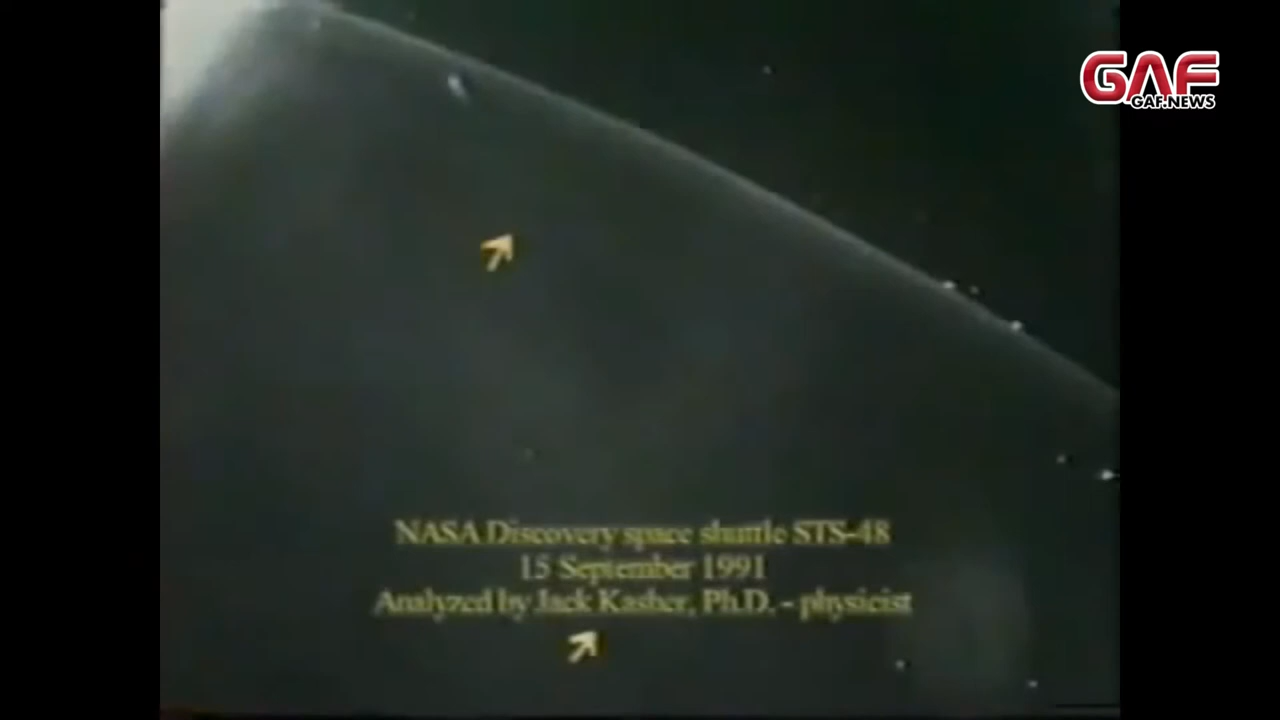 GAF
GAF.NEWS
NASA Discovery space shuttle STS-48
15 September 1991
Analyzed by Jack Kasher, Ph.D. - physicist